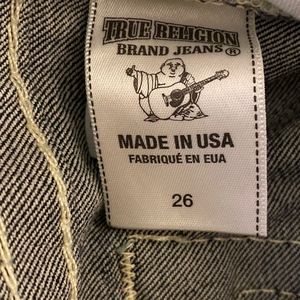 TRUE RELIGION
BRAND JEANS®
MADE IN USA
FABRIQUÉ EN EUA
26